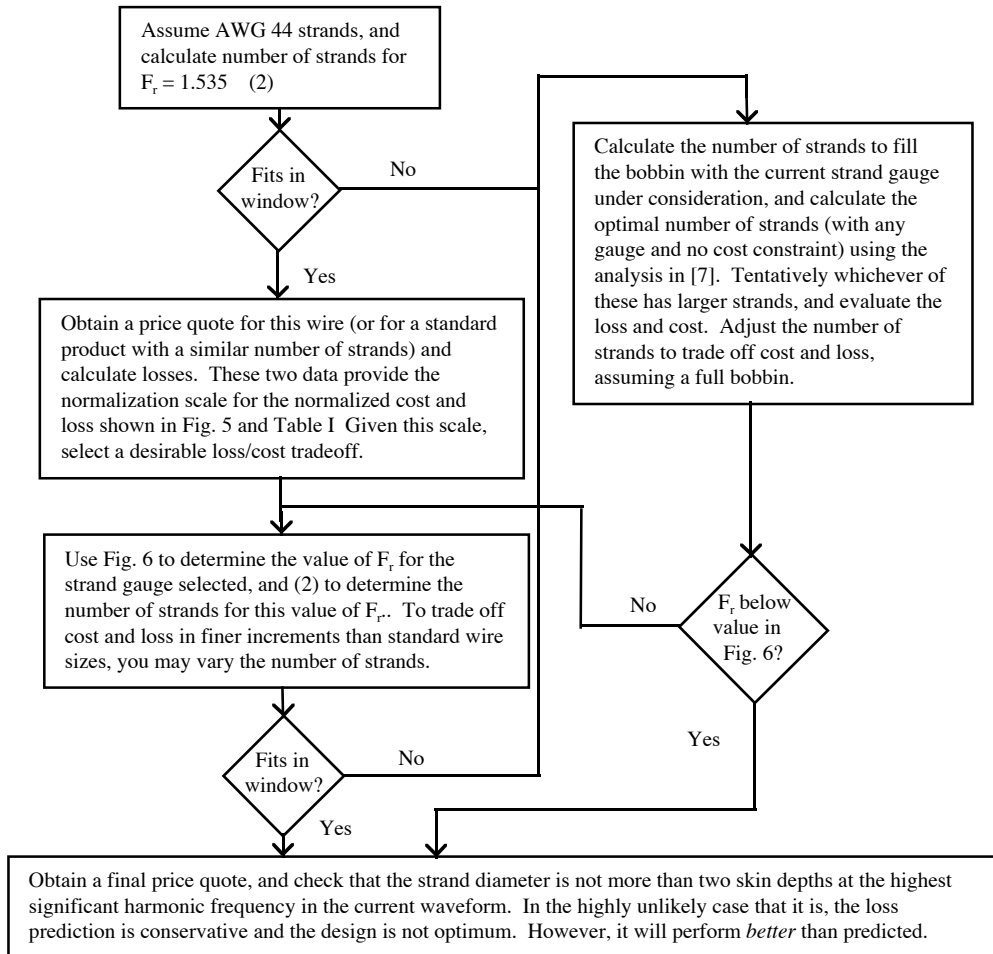 Assume AWG 44 strands, and
calculate number of strands for
Fr = 1.535 (2)
Fits in
window?
No
Yes
Calculate the number of strands to fill
the bobbin with the current strand gauge
under consideration, and calculate the
optimal number of strands (with any
gauge and no cost constraint) using the
analysis in [7]. Tentatively whichever of
these has larger strands, and evaluate the
loss and cost. Adjust the number of
strands to trade off cost and loss,
assuming a full bobbin.
Obtain a price quote for this wire (or for a standard
product with a similar number of strands) and
calculate losses. These two data provide the
normalization scale for the normalized cost and
loss shown in Fig. 5 and Table I Given this scale,
select a desirable loss/cost tradeoff.
Use Fig. 6 to determine the value of Fr for the
strand gauge selected, and (2) to determine the
number of strands for this value of Fr.. To trade off
cost and loss in finer increments than standard wire
sizes, you may vary the number of strands.
No
Fr below
value in
Fig. 6?
Yes
Fits in
window?
No
Yes
Obtain a final price quote, and check that the strand diameter is not more than two skin depths at the highest
significant harmonic frequency in the current waveform. In the highly unlikely case that it is, the loss
prediction is conservative and the design is not optimum. However, it will perform better than predicted.